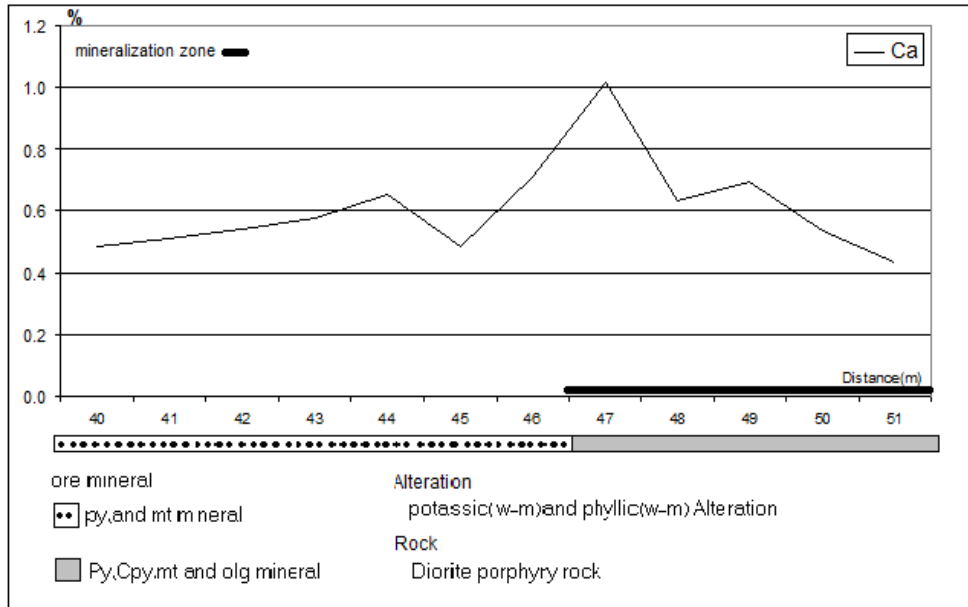 %
1.2
mineralization zone
Ca
1.0
0.8
0.6
0.4
0.2
Distance(m)
0.0
40 41 42 43 44 45 46 47 48 49 50 51
ore mineral
Alteration
py,and mt mineral
potassic(w-m)and phyllic(w-m) Alteration
Rock
Py,Cpy,mt and olg mineral
Diorite porphyry rock